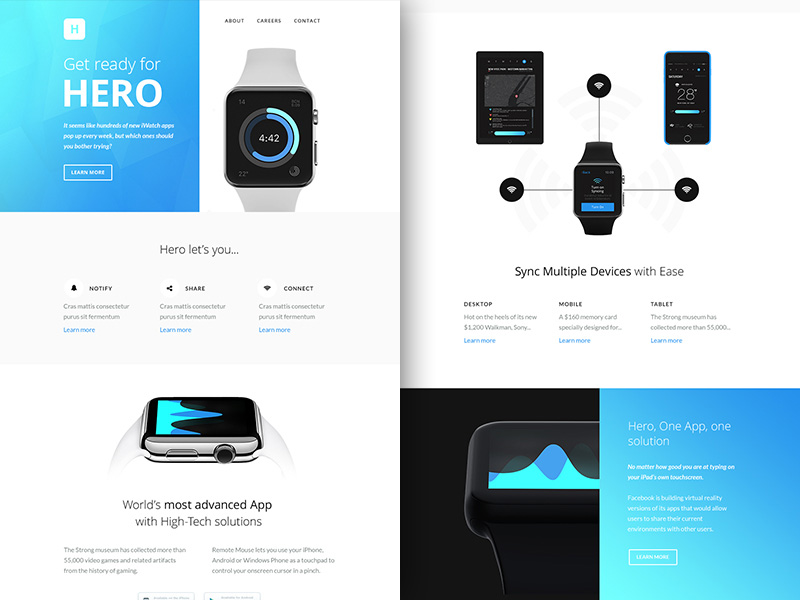 H
ABOUT CAREERS CONTACT
Get ready for
HERO
It seems like hundreds of new iWatch apps
pop up every week, but which ones should
you bother trying?
LEARN MORE
14
4:42
22°
Hero let's you...
NOTIFY
Cras mattis consectetur
purus sit fermentum
Learn more
SHARE
Cras mattis consectetur
purus sit fermentum
Learn more
CONNECT
Cras mattis consectetur
purus sit fermentum
Learn more
World's most advanced App
with High-Tech solutions
The Strong museum has collected more than
55,000 video games and related artifacts
from the history of gaming.
Remote Mouse lets you use your iPhone,
Android or Windows Phone as a touchpad to
control your onscreen cursor in a pinch.
28°
Turn on
Syncing
Sync Multiple Devices with Ease
DESKTOP
Hot on the heels of its new
$1,200 Walkman, Sony...
Learn more
MOBILE
A $160 memory card
specially designed for...
Learn more
TABLET
The Strong museum has
collected more than 55,000...
Learn more
Hero, One App, one
solution
No matter how good you are at typing on
your iPad's own touchscreen.
Facebook is building virtual reality
versions of its apps that would allow
users to share their current
environments with other users.
LEARN MORE